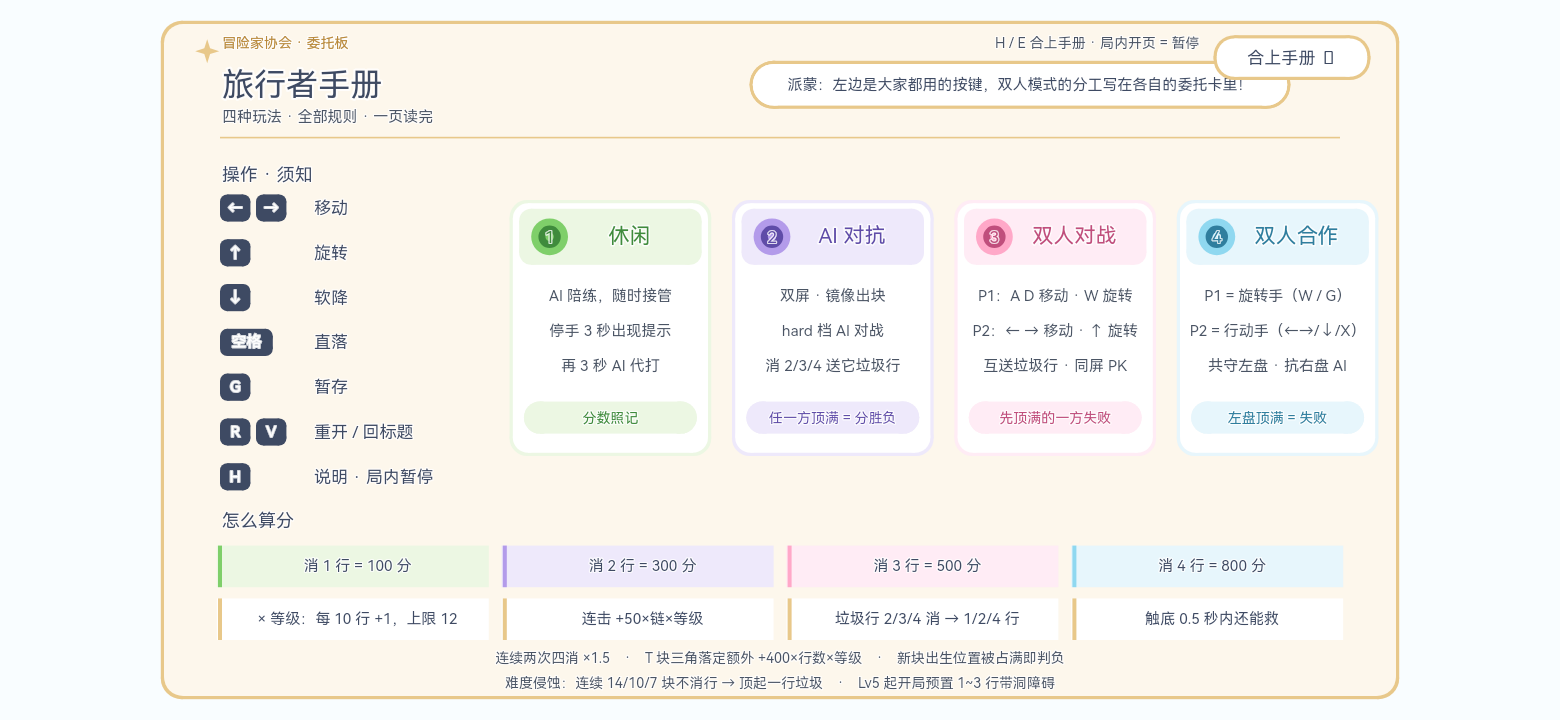 冒险家协会 · 委托板
H / E 合上手册 · 局内开页 = 暂停
合上手册
旅行者手册
派蒙：左边是大家都用的按键，双人模式的分工写在各自的委托卡里！
四种玩法 · 全部规则 · 一页读完
操作 · 须知
← → 移动
↑ 旋转
↓ 软降
空格 直落
G 暂存
R V 重开 / 回标题
H 说明 · 局内暂停
1 休闲
AI 陪练，随时接管
停手 3 秒出现提示
再 3 秒 AI 代打
分数照记
2 AI 对抗
双屏 · 镜像出块
hard 档 AI 对战
消 2/3/4 送它垃圾行
任一方顶满 = 分胜负
3 双人对战
P1：A D 移动 · W 旋转
P2：← → 移动 · ↑ 旋转
互送垃圾行 · 同屏 PK
先顶满的一方失败
4 双人合作
P1 = 旋转手（W / G）
P2 = 行动手（←→/↓/X）
共守左盘 · 抗右盘 AI
左盘顶满 = 失败
怎么算分
消 1 行 = 100 分
消 2 行 = 300 分
消 3 行 = 500 分
消 4 行 = 800 分
× 等级：每 10 行 +1，上限 12
连击 +50×链×等级
垃圾行 2/3/4 消 → 1/2/4 行
触底 0.5 秒内还能救
连续两次四消 ×1.5 · T 块三角落定额外 +400×行数×等级 · 新块出生位置被占满即判负
难度侵蚀：连续 14/10/7 块不消行 → 顶起一行垃圾 · Lv5 起开局预置 1~3 行带洞障碍